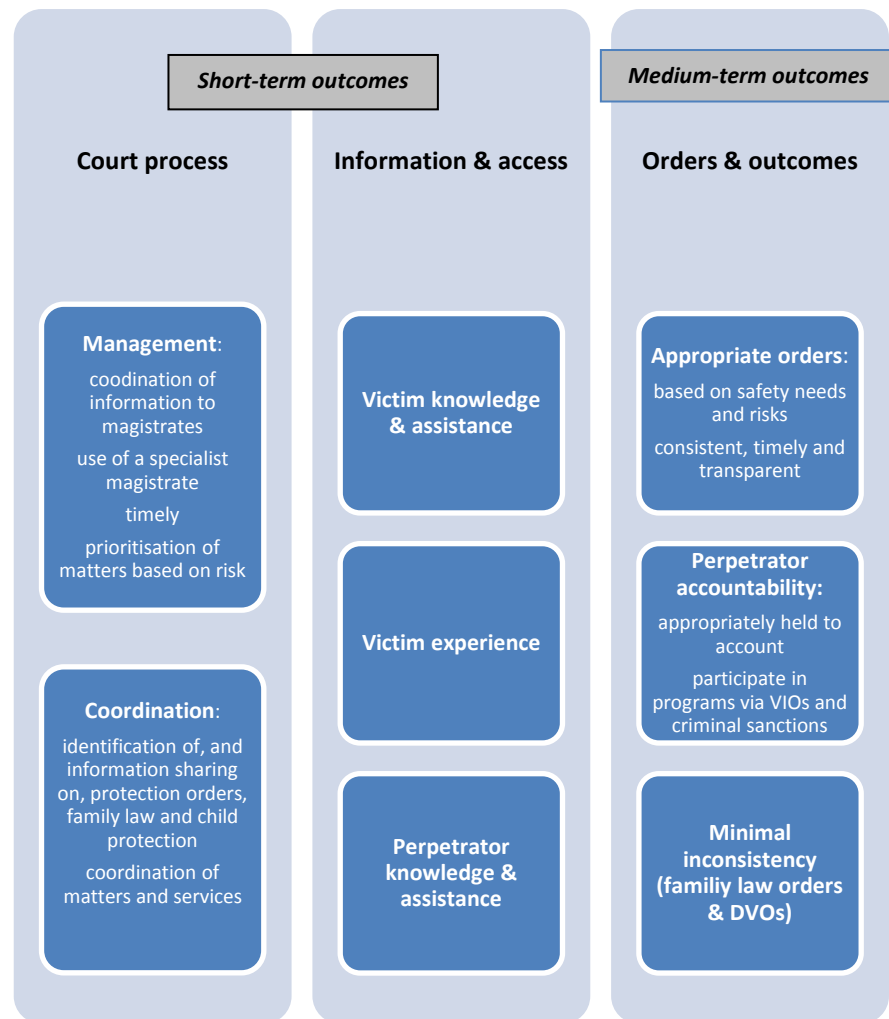 Short-term outcomes
Medium-term outcomes
Court process
Management:
coodination of
information to
magistrates
use of a specialist
magistrate
timely
prioritisation of
matters based on risk
Coordination:
identification of, and
information sharing
on, protection orders,
family law and child
protection
coordination of
matters and services
Information & access
Victim knowledge
& assistance
Victim experience
Perpetrator
knowledge &
assistance
Orders & outcomes
Appropriate orders:
based on safety needs
and risks
consistent, timely and
transparent
Perpetrator
accountability:
appropriately held to
account
participate in
programs via VIOs and
criminal sanctions
Minimal
inconsistency
(familiy law orders
& DVOs)